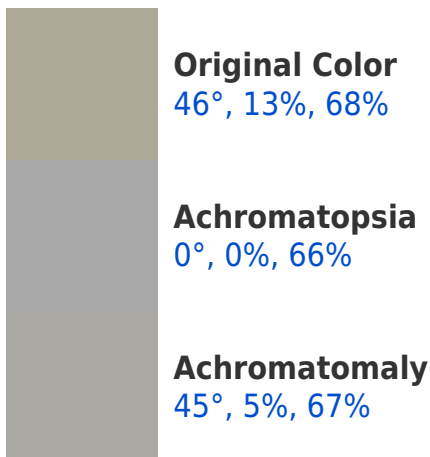 Original Color
46°, 13%, 68%
Achromatopsia
0°, 0%, 66%
Achromatomaly
45°, 5%, 67%